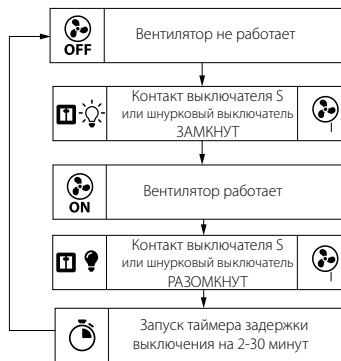 OFF
Вентилятор не работает
Контакт выключателя S
или шнурковый выключатель
ЗАМКНУТ
ON
Вентилятор работает
Контакт выключателя S
или шнурковый выключатель
РАЗОМКНУТ
Запуск таймера задержки
выключения на 2-30 минут